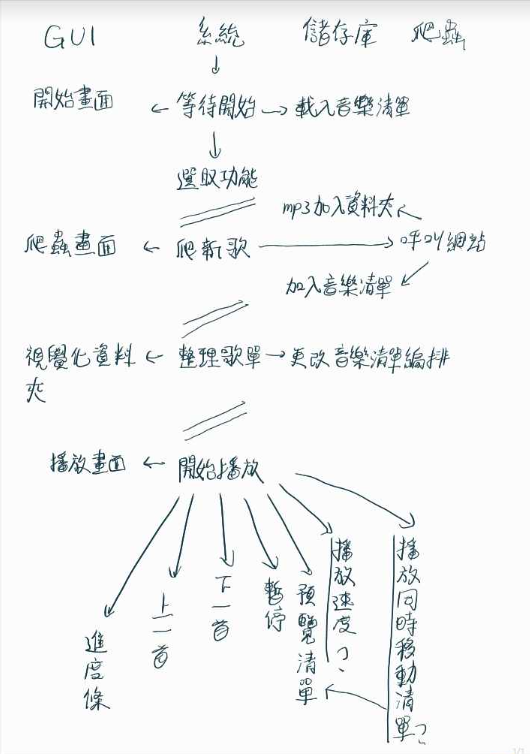 GUI 系統 儲存庫 爬蟲
開始畫面 ← 等待開始 → 載入音樂清單
選取功能
mp3加入資料夾
爬蟲畫面 ← 爬新歌 → 呼叫網站
加入音樂清單
視覺化資料夾 ← 整理歌單 → 更改音樂清單編排
播放畫面 ← 開始播放
進度條
上一首
下一首
暫停
預覽清單
播放速度?
播放同時移動清單?